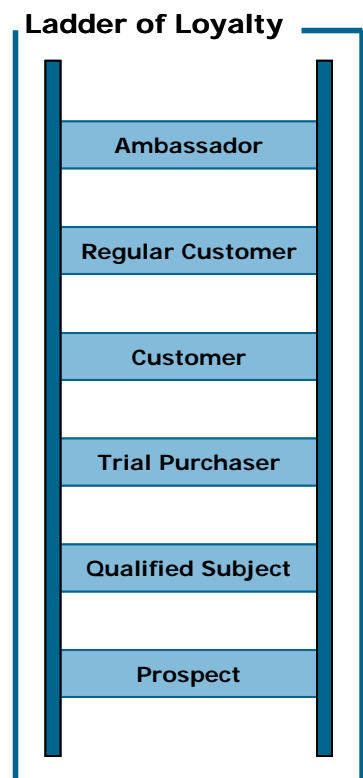 Ladder of Loyalty
Ambassador
Regular Customer
Customer
Trial Purchaser
Qualified Subject
Prospect